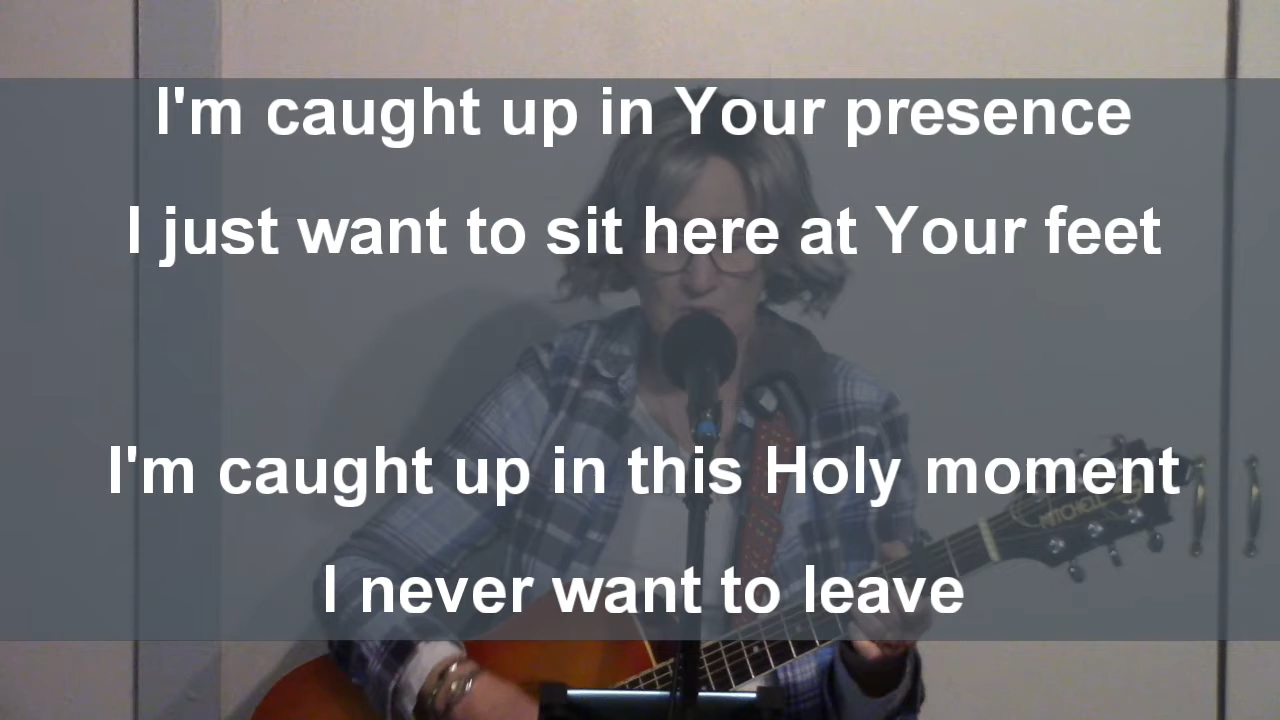 I'm caught up in Your presence
I just want to sit here at Your feet
I'm caught up in this Holy moment
I never want to leave
MITCHELL